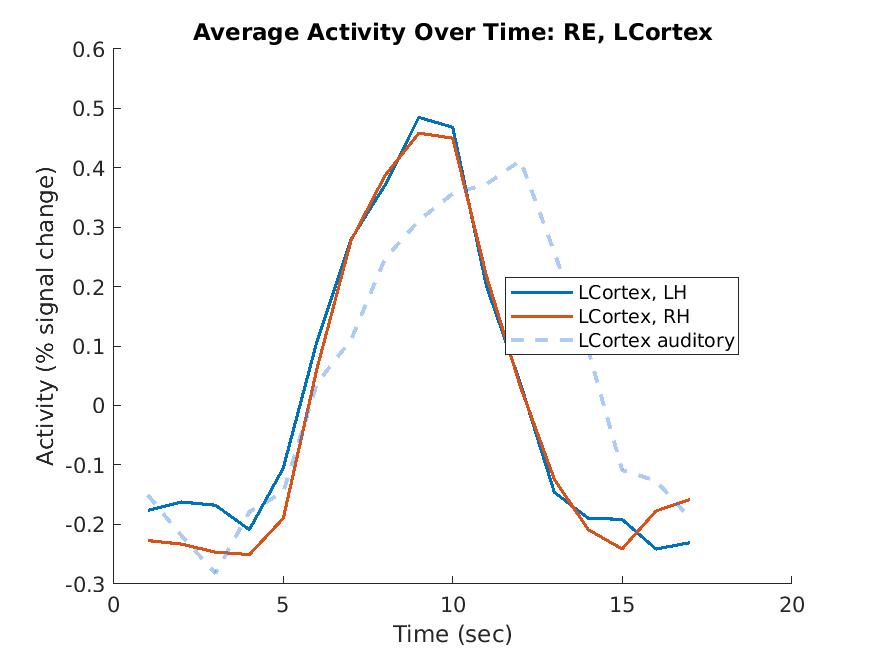 Average Activity Over Time: RE, LCortex
0.6
0.5
0.4
0.3
0.2
0.1
0
-0.1
-0.2
-0.3
Activity (% signal change)
LCortex, LH
LCortex, RH
LCortex auditory
0 5 10 15 20
Time (sec)